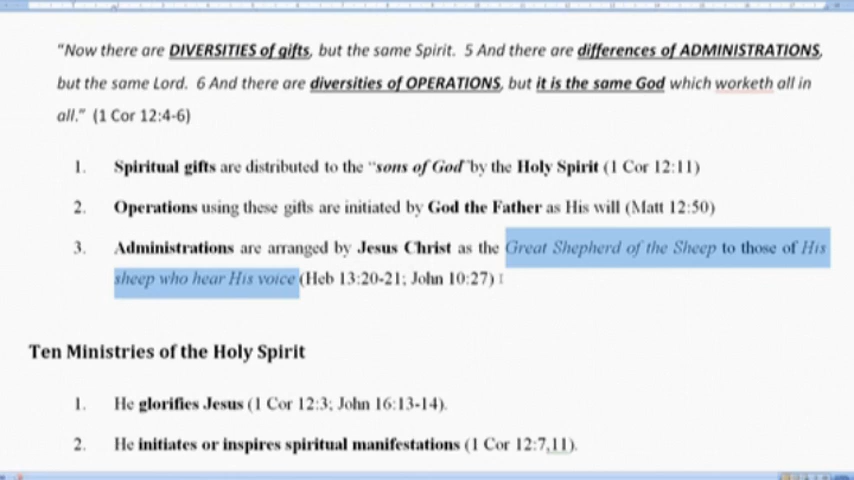 "Now there are DIVERSITIES of gifts, but the same Spirit.  5 And there are differences of ADMINISTRATIONS,
but the same Lord.  6 And there are diversities of OPERATIONS, but it is the same God which worketh all in
all."  (1 Cor 12:4-6)
1. Spiritual gifts are distributed to the "sons of God"by the Holy Spirit (1 Cor 12:11)
2. Operations using these gifts are initiated by God the Father as His will (Matt 12:50)
3. Administrations are arranged by Jesus Christ as the Great Shepherd of the Sheep to those of His
sheep who hear His voice (Heb 13:20-21; John 10:27)
Ten Ministries of the Holy Spirit
1. He glorifies Jesus (1 Cor 12:3; John 16:13-14).
2. He initiates or inspires spiritual manifestations (1 Cor 12:7,11).